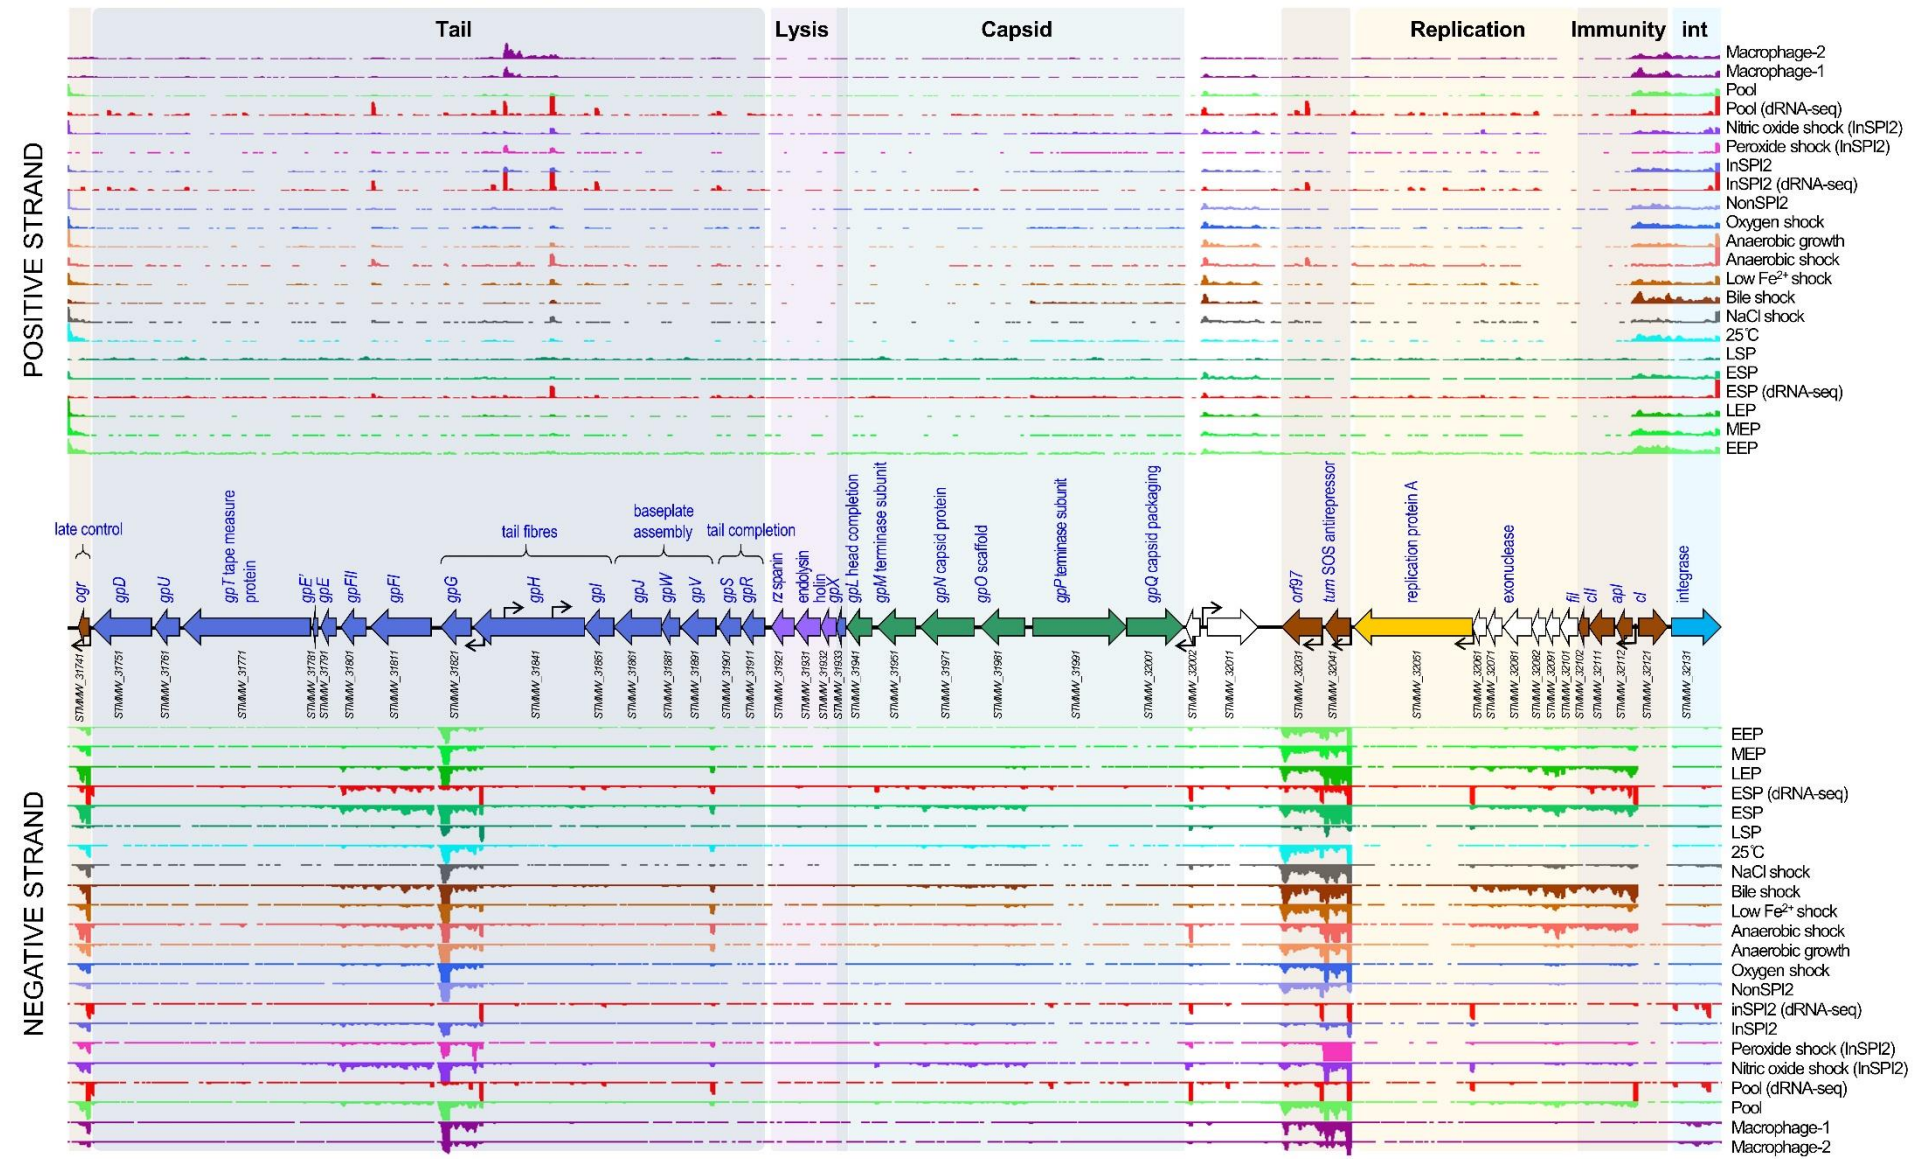 Tail
Lysis
Capsid
Replication
Immunity
int
POSITIVE STRAND
Macrophage-2
Macrophage-1
Pool
Pool (dRNA-seq)
Nitric oxide shock (InSPI2)
Peroxide shock (InSPI2)
InSPI2
InSPI2 (dRNA-seq)
NonSPI2
Oxygen shock
Anaerobic growth
Anaerobic shock
Low Fe²⁺ shock
Bile shock
NaCl shock
25°C
LSP
ESP
ESP (dRNA-seq)
LEP
MEP
EEP
late control
tail fibres
baseplate
assembly
tail completion
ogr
gpD
gpU
gpT tape measure
protein
gpE'
gpE
gpFII
gpFI
gpG
gpH
gpI
gpJ
gpW
gpV
gpS
gpR
rz spanin
endolysin
holin
gpX
gpL head completion
gpM terminase subunit
gpN capsid protein
gpO scaffold
gpP terminase subunit
gpQ capsid packaging
orf97
tum SOS antirepressor
replication protein A
exonuclease
fil
cII
apl
cI
integrase
STMMW_31741
STMMW_31751
STMMW_31761
STMMW_31771
STMMW_31781
STMMW_31791
STMMW_31801
STMMW_31811
STMMW_31821
STMMW_31841
STMMW_31851
STMMW_31861
STMMW_31881
STMMW_31891
STMMW_31901
STMMW_31911
STMMW_31921
STMMW_31931
STMMW_31932
STMMW_31933
STMMW_31941
STMMW_31951
STMMW_31971
STMMW_31981
STMMW_31991
STMMW_32001
STMMW_32002
STMMW_32011
STMMW_32031
STMMW_32041
STMMW_32051
STMMW_32061
STMMW_32071
STMMW_32081
STMMW_32082
STMMW_32091
STMMW_32101
STMMW_32102
STMMW_32111
STMMW_32112
STMMW_32121
STMMW_32131
NEGATIVE STRAND
EEP
MEP
LEP
ESP (dRNA-seq)
ESP
LSP
25°C
NaCl shock
Bile shock
Low Fe²⁺ shock
Anaerobic shock
Anaerobic growth
Oxygen shock
NonSPI2
inSPI2 (dRNA-seq)
InSPI2
Peroxide shock (InSPI2)
Nitric oxide shock (InSPI2)
Pool (dRNA-seq)
Pool
Macrophage-1
Macrophage-2